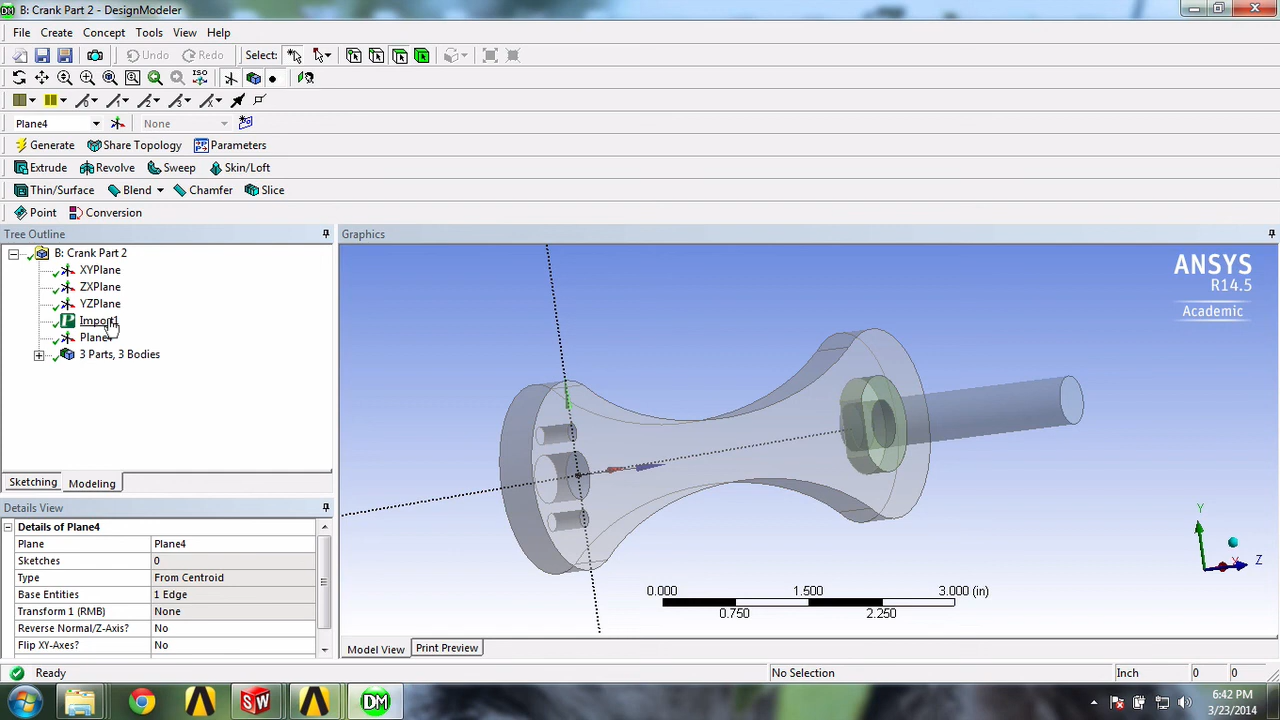 B: Crank Part 2 - DesignModeler
File Create Concept Tools View Help
Undo Redo Select:
ISO
Plane4 None
Generate Share Topology Parameters
Extrude Revolve Sweep Skin/Loft
Thin/Surface Blend Chamfer Slice
Point Conversion
Tree Outline
B: Crank Part 2
XYPlane
ZXPlane
YZPlane
Import1
Plane4
3 Parts, 3 Bodies
Sketching Modeling
Details View
Details of Plane4
Plane Plane4
Sketches 0
Type From Centroid
Base Entities 1 Edge
Transform 1 (RMB) None
Reverse Normal/Z-Axis? No
Flip XY-Axes? No
Graphics
ANSYS
R14.5
Academic
Y
X Z
0.000 1.500 3.000 (in)
0.750 2.250
Model View Print Preview
Ready No Selection Inch 0 0
SW DM
6:42 PM
3/23/2014